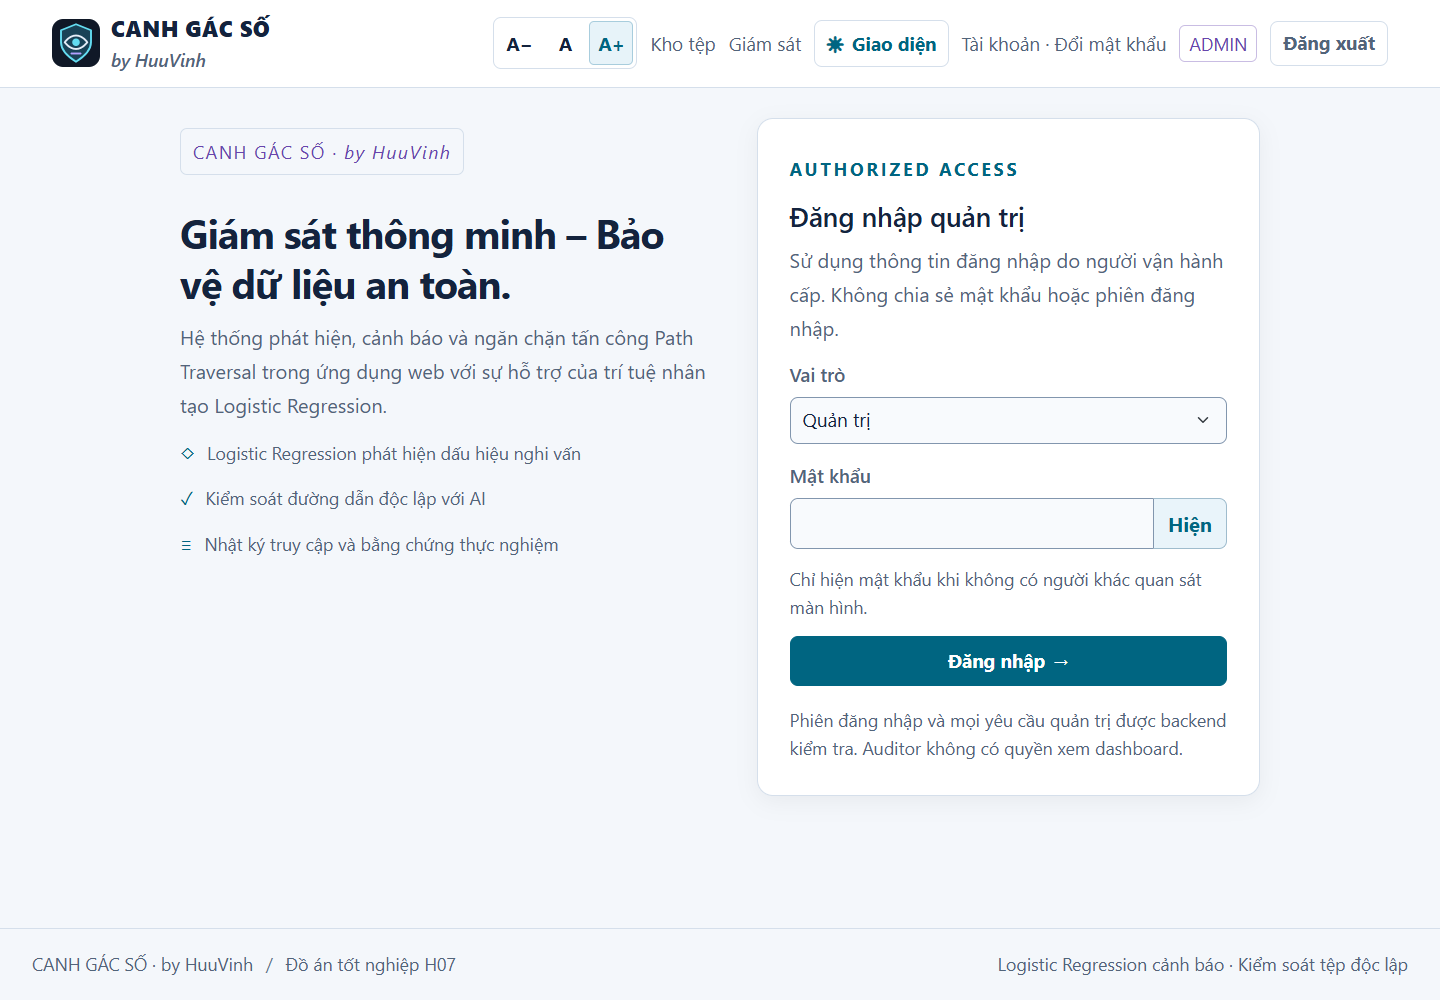 CANH GÁC SỐ
by HuuVinh
A− A A+ Kho tệp Giám sát ☀ Giao diện Tài khoản · Đổi mật khẩu ADMIN Đăng xuất
CANH GÁC SỐ · by HuuVinh
Giám sát thông minh – Bảo
vệ dữ liệu an toàn.
Hệ thống phát hiện, cảnh báo và ngăn chặn tấn công Path
Traversal trong ứng dụng web với sự hỗ trợ của trí tuệ nhân
tạo Logistic Regression.
◇ Logistic Regression phát hiện dấu hiệu nghi vấn
✓ Kiểm soát đường dẫn độc lập với AI
≡ Nhật ký truy cập và bằng chứng thực nghiệm
AUTHORIZED ACCESS
Đăng nhập quản trị
Sử dụng thông tin đăng nhập do người vận hành
cấp. Không chia sẻ mật khẩu hoặc phiên đăng
nhập.
Vai trò
Quản trị
Mật khẩu
Hiện
Chỉ hiện mật khẩu khi không có người khác quan sát
màn hình.
Đăng nhập →
Phiên đăng nhập và mọi yêu cầu quản trị được backend
kiểm tra. Auditor không có quyền xem dashboard.
CANH GÁC SỐ · by HuuVinh / Đồ án tốt nghiệp H07
Logistic Regression cảnh báo · Kiểm soát tệp độc lập